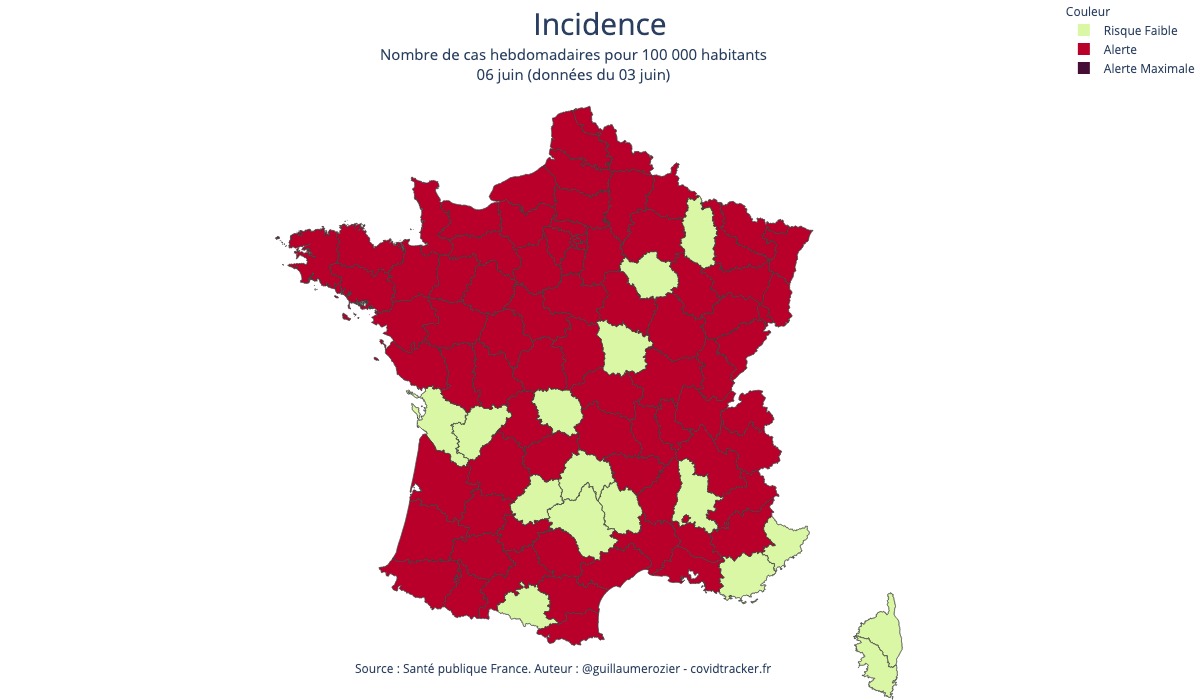 Incidence
Nombre de cas hebdomadaires pour 100 000 habitants
06 juin (données du 03 juin)
Couleur
Risque Faible
Alerte
Alerte Maximale
Source : Santé publique France. Auteur : @guillaumerozier - covidtracker.fr